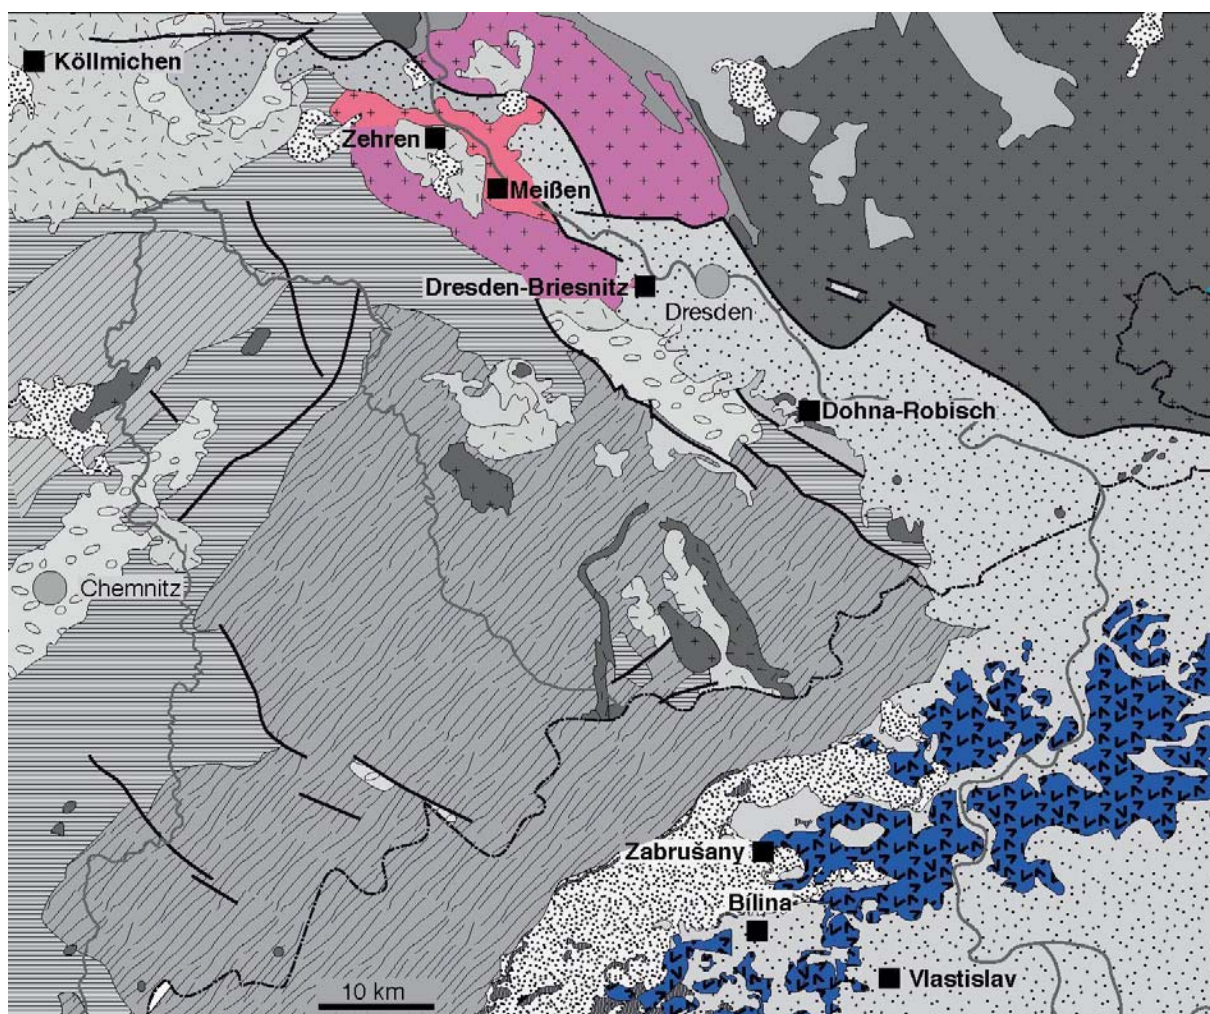 Köllmichen
Zehren
Meißen
Dresden-Briesnitz
Dresden
Dohna-Robisch
Chemnitz
Zabrušany
Bílina
Vlastislav
10 km